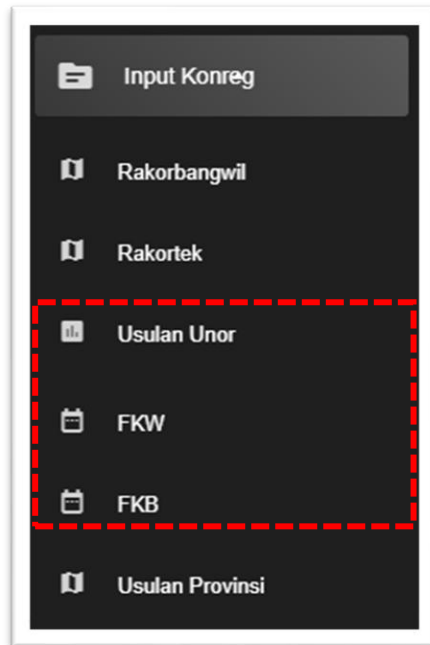 Input Konreg
Rakorbangwil
Rakortek
Usulan Unor
FKW
FKB
Usulan Provinsi